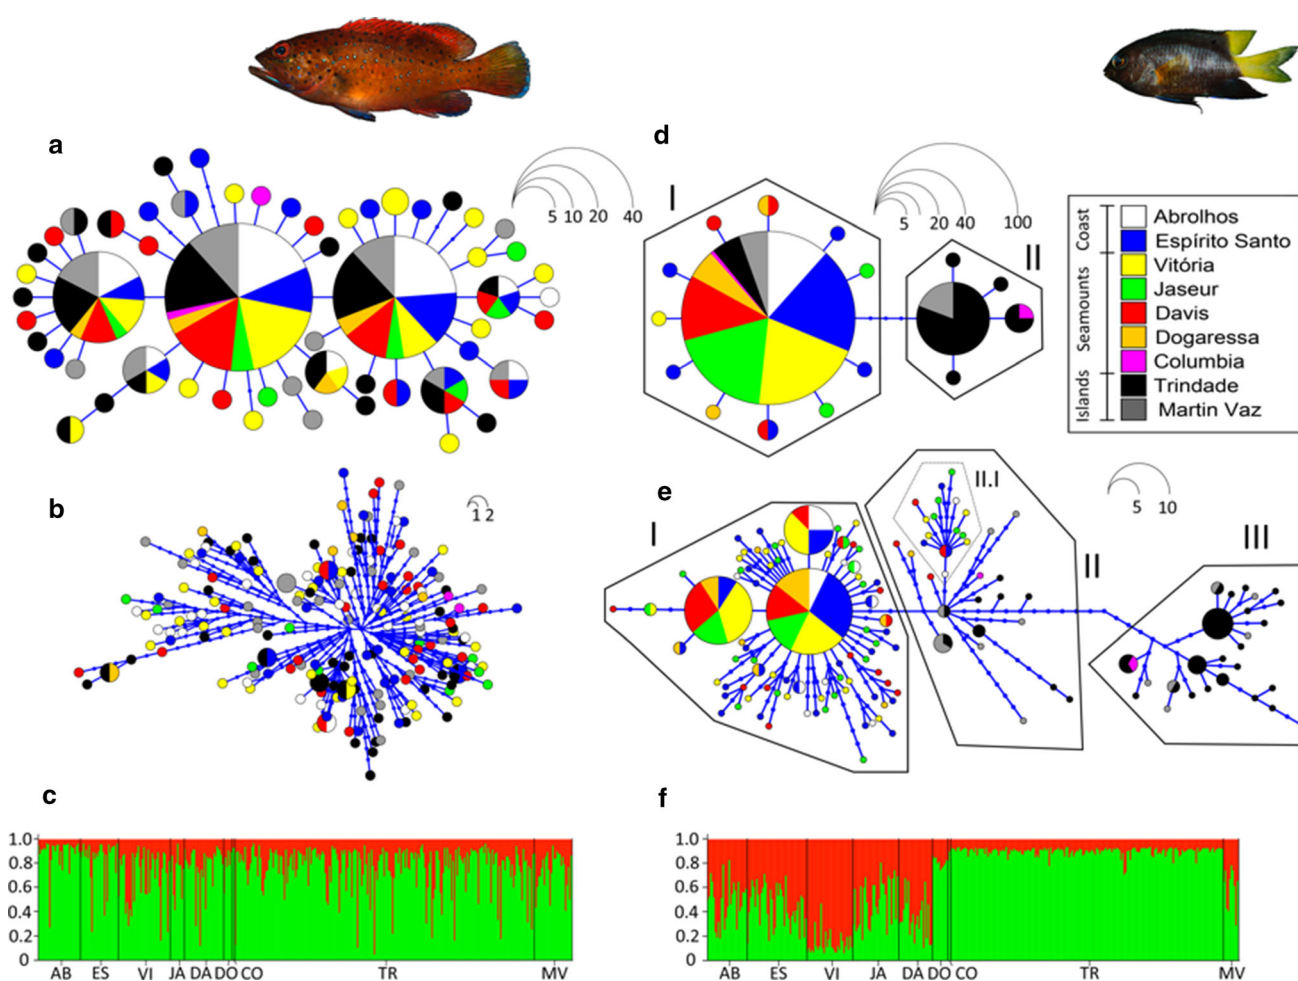 a
5 10 20 40
d
I
5 20 40 100
II
Coast
Seamounts
Islands
Abrolhos
Espírito Santo
Vitória
Jaseur
Davis
Dogaressa
Columbia
Trindade
Martin Vaz
b
1 2
e
I
II.I
II
5 10
III
c
1.0
0.8
0.6
0.4
0.2
0
AB ES VI JA DA DO CO TR MV
f
1.0
0.8
0.6
0.4
0.2
0
AB ES VI JA DA DO CO TR MV